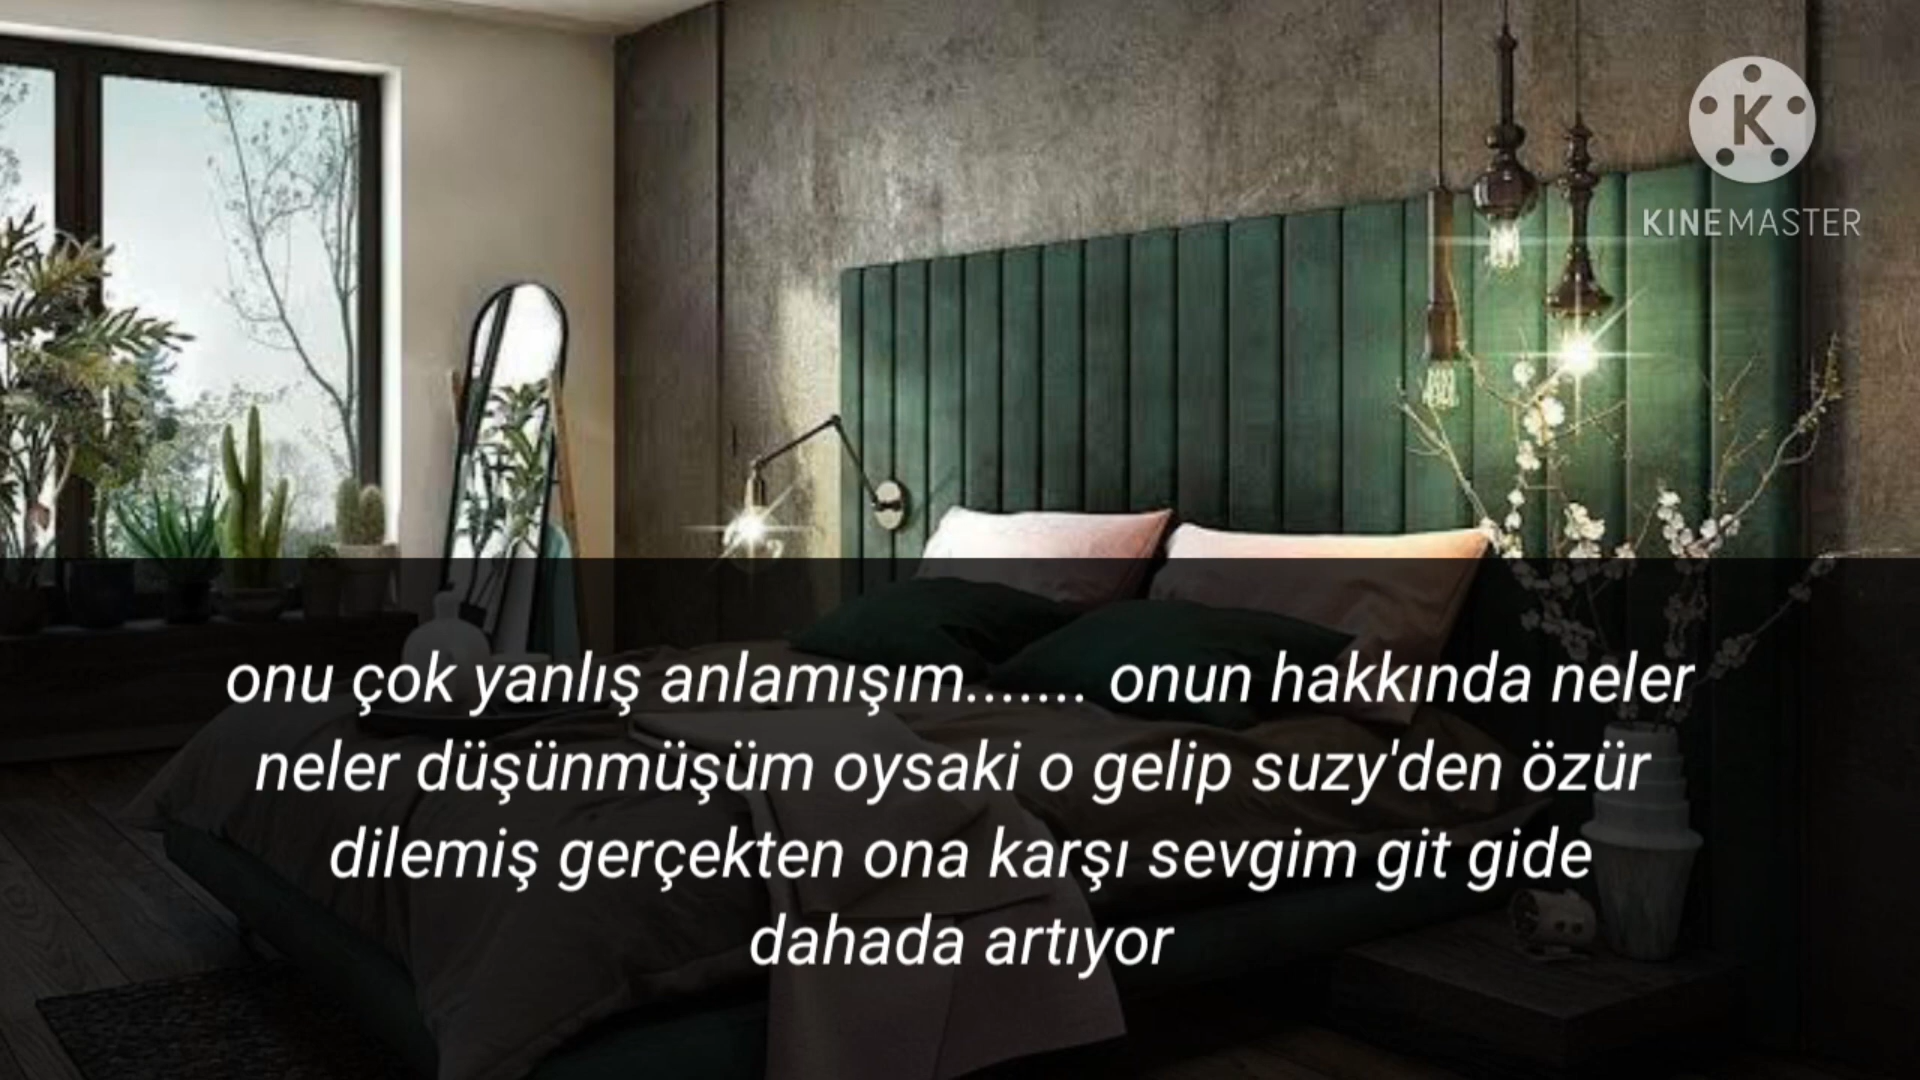 K
KINEMASTER
onu çok yanlış anlamışım....... onun hakkında neler
neler düşünmüşüm oysaki o gelip suzy'den özür
dilemiş gerçekten ona karşı sevgim git gide
dahada artıyor